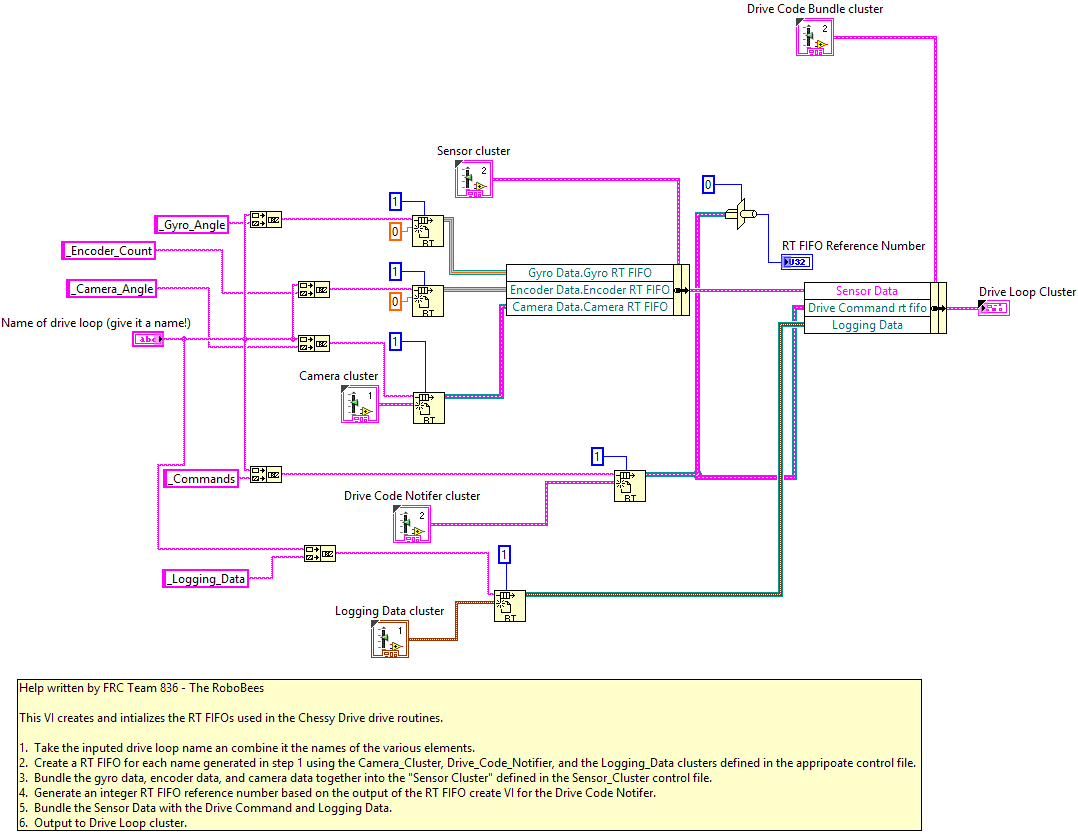 Drive Code Bundle cluster
2
Sensor cluster
2
1
0
_Gyro_Angle
0
RT
RT FIFO Reference Number
U32
_Encoder_Count
1
Gyro Data.Gyro RT FIFO
Encoder Data.Encoder RT FIFO
Camera Data.Camera RT FIFO
_Camera_Angle
0
RT
Sensor Data
Drive Command rt fifo
Logging Data
Drive Loop Cluster
Name of drive loop (give it a name!)
abc
1
Camera cluster
1
RT
1
_Commands
RT
Drive Code Notifer cluster
2
1
_Logging_Data
RT
Logging Data cluster
1
Help written by FRC Team 836 - The RoboBees
This VI creates and intializes the RT FIFOs used in the Chessy Drive drive routines.
1. Take the inputed drive loop name an combine it the names of the various elements.
2. Create a RT FIFO for each name generated in step 1 using the Camera_Cluster, Drive_Code_Notifier, and the Logging_Data clusters defined in the appripoate control file.
3. Bundle the gyro data, encoder data, and camera data together into the "Sensor Cluster" defined in the Sensor_Cluster control file.
4. Generate an integer RT FIFO reference number based on the output of the RT FIFO create VI for the Drive Code Notifer.
5. Bundle the Sensor Data with the Drive Command and Logging Data.
6. Output to Drive Loop cluster.